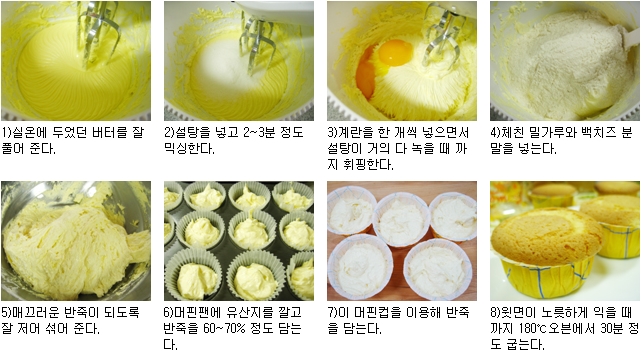 1)실온에 두었던 버터를 잘
풀어 준다.
2)설탕을 넣고 2~3분 정도
믹싱한다.
3)계란을 한 개씩 넣으면서
설탕이 거의 다 녹을 때 까
지 휘핑한다.
4)체친 밀가루와 백치즈 분
말을 넣는다.
5)매끄러운 반죽이 되도록
잘 저어 섞어 준다.
6)머핀팬에 유산지를 깔고
반죽을 60~70% 정도 담는
다.
7)이 머핀컵을 이용해 반죽
을 담는다.
8)윗면이 노릇하게 익을 때
까지 180℃오븐에서 30분 정
도 굽는다.